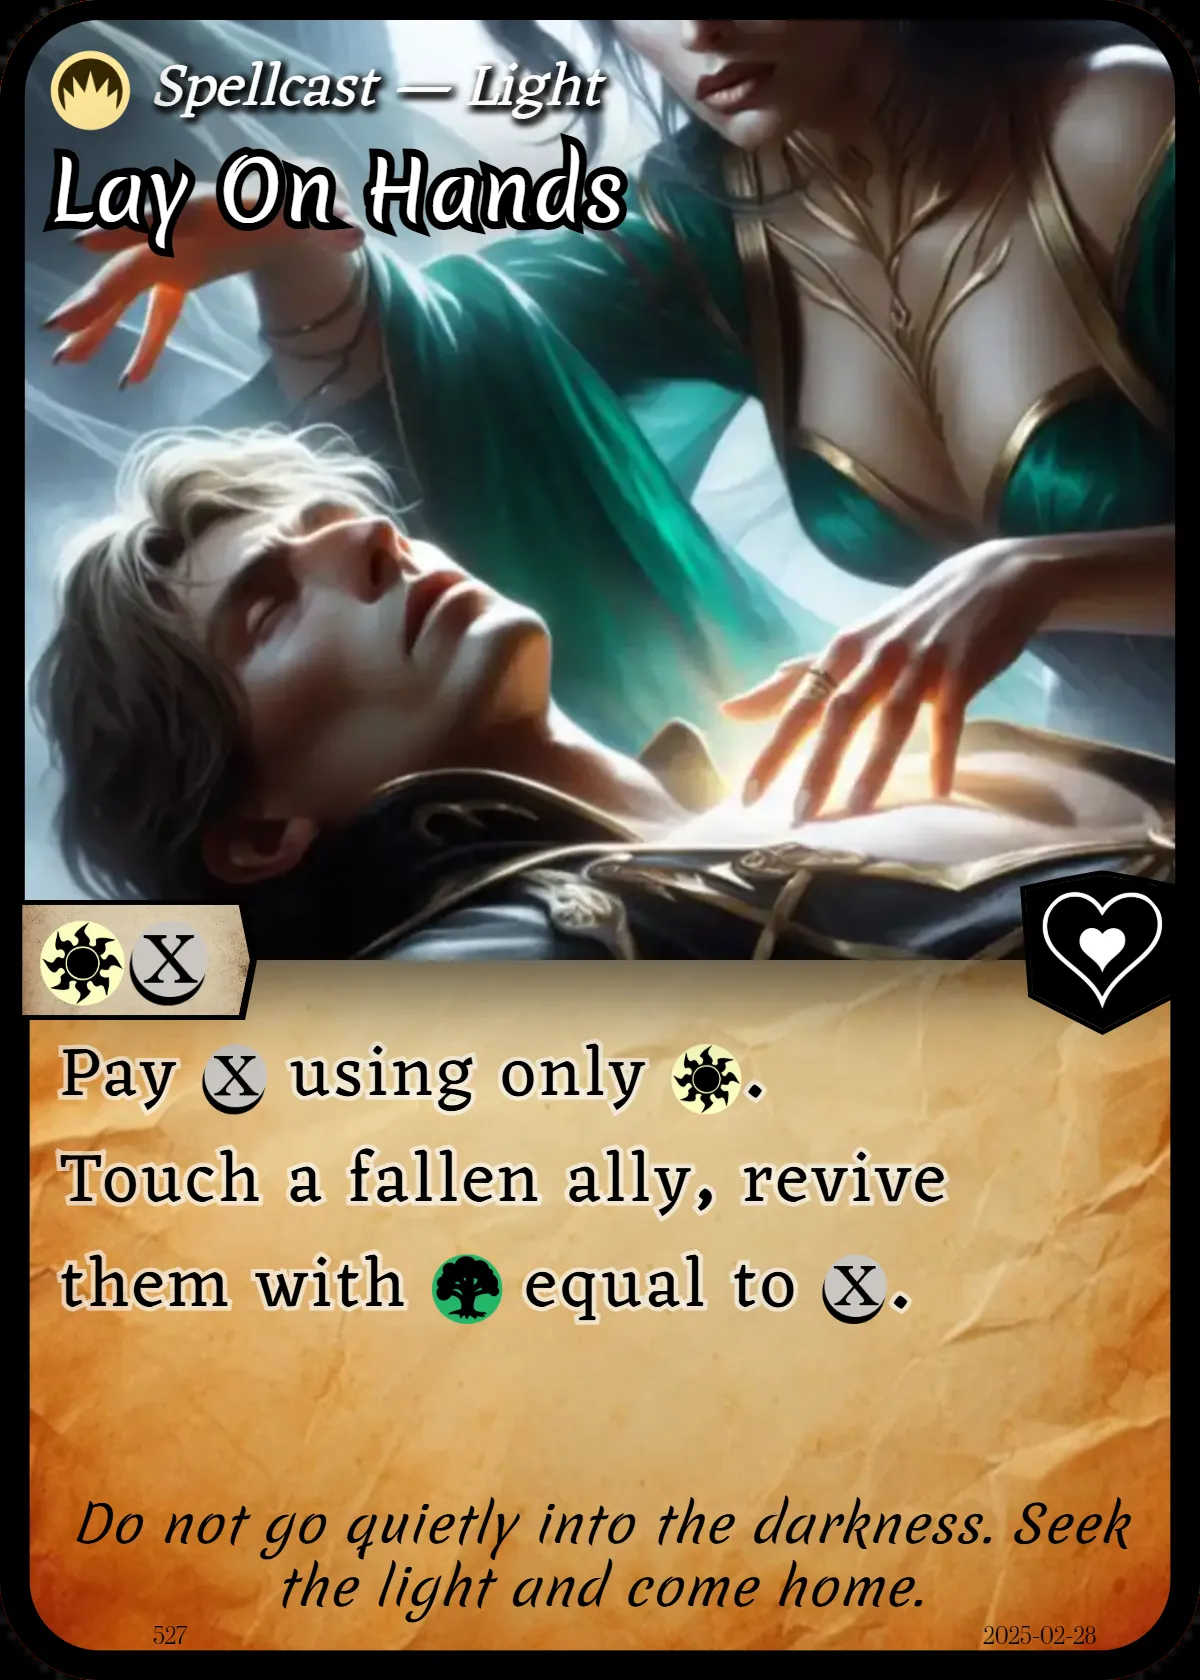 Spellcast — Light
Lay On Hands
X
Pay X using only .
Touch a fallen ally, revive
them with equal to X.
Do not go quietly into the darkness. Seek
the light and come home.
527
2025-02-28